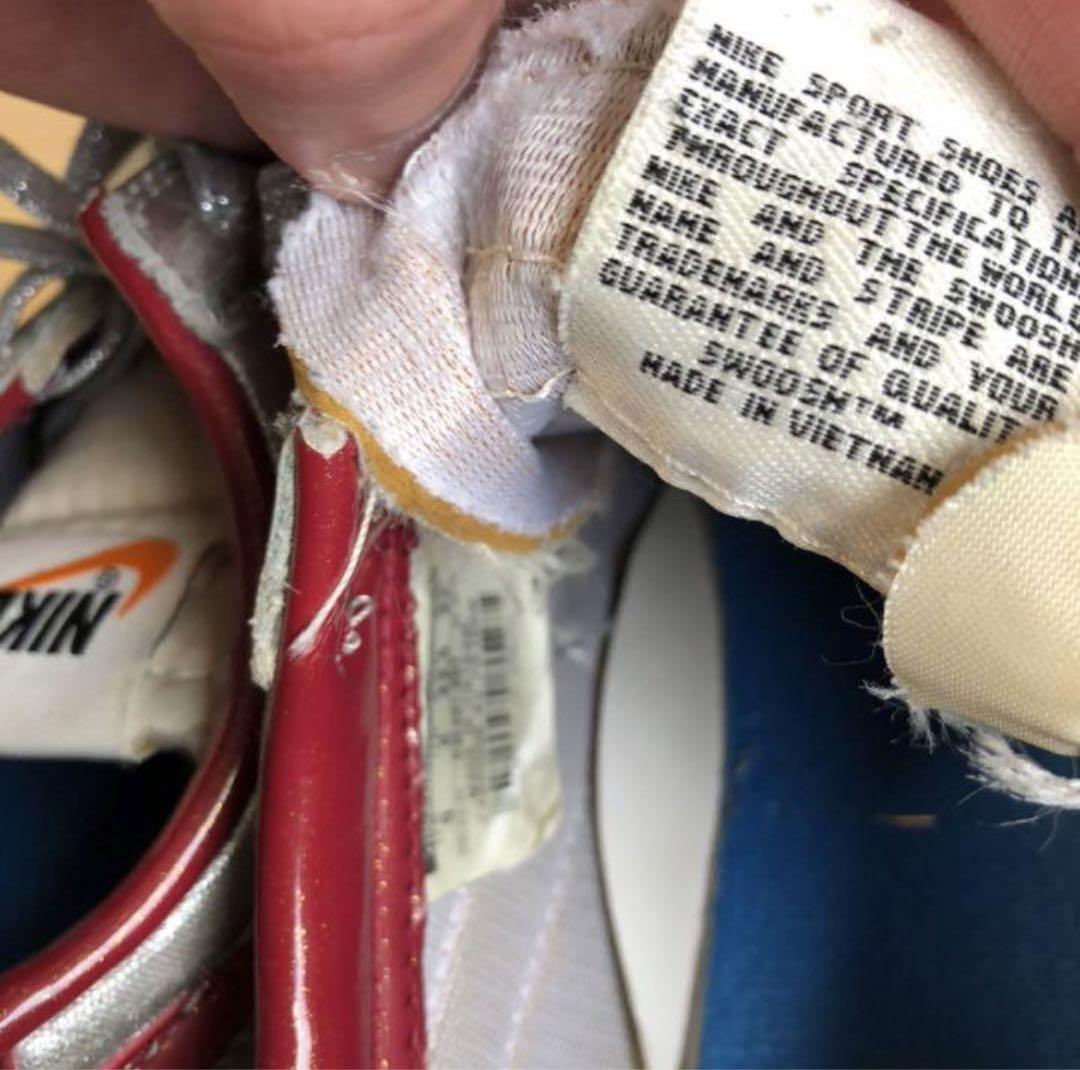 NIKE SPORT SHOES A
MANUFACTURED TO TH
EXACT SPECIFICATION
THROUGHOUT THE WORLD
NIKE AND THE SWOOSH
NAME AND STRIPE ARE
TRADEMARKS AND YOUR
GUARANTEE OF QUALIT
SWOOSH™
MADE IN VIETNAM
NIKE®